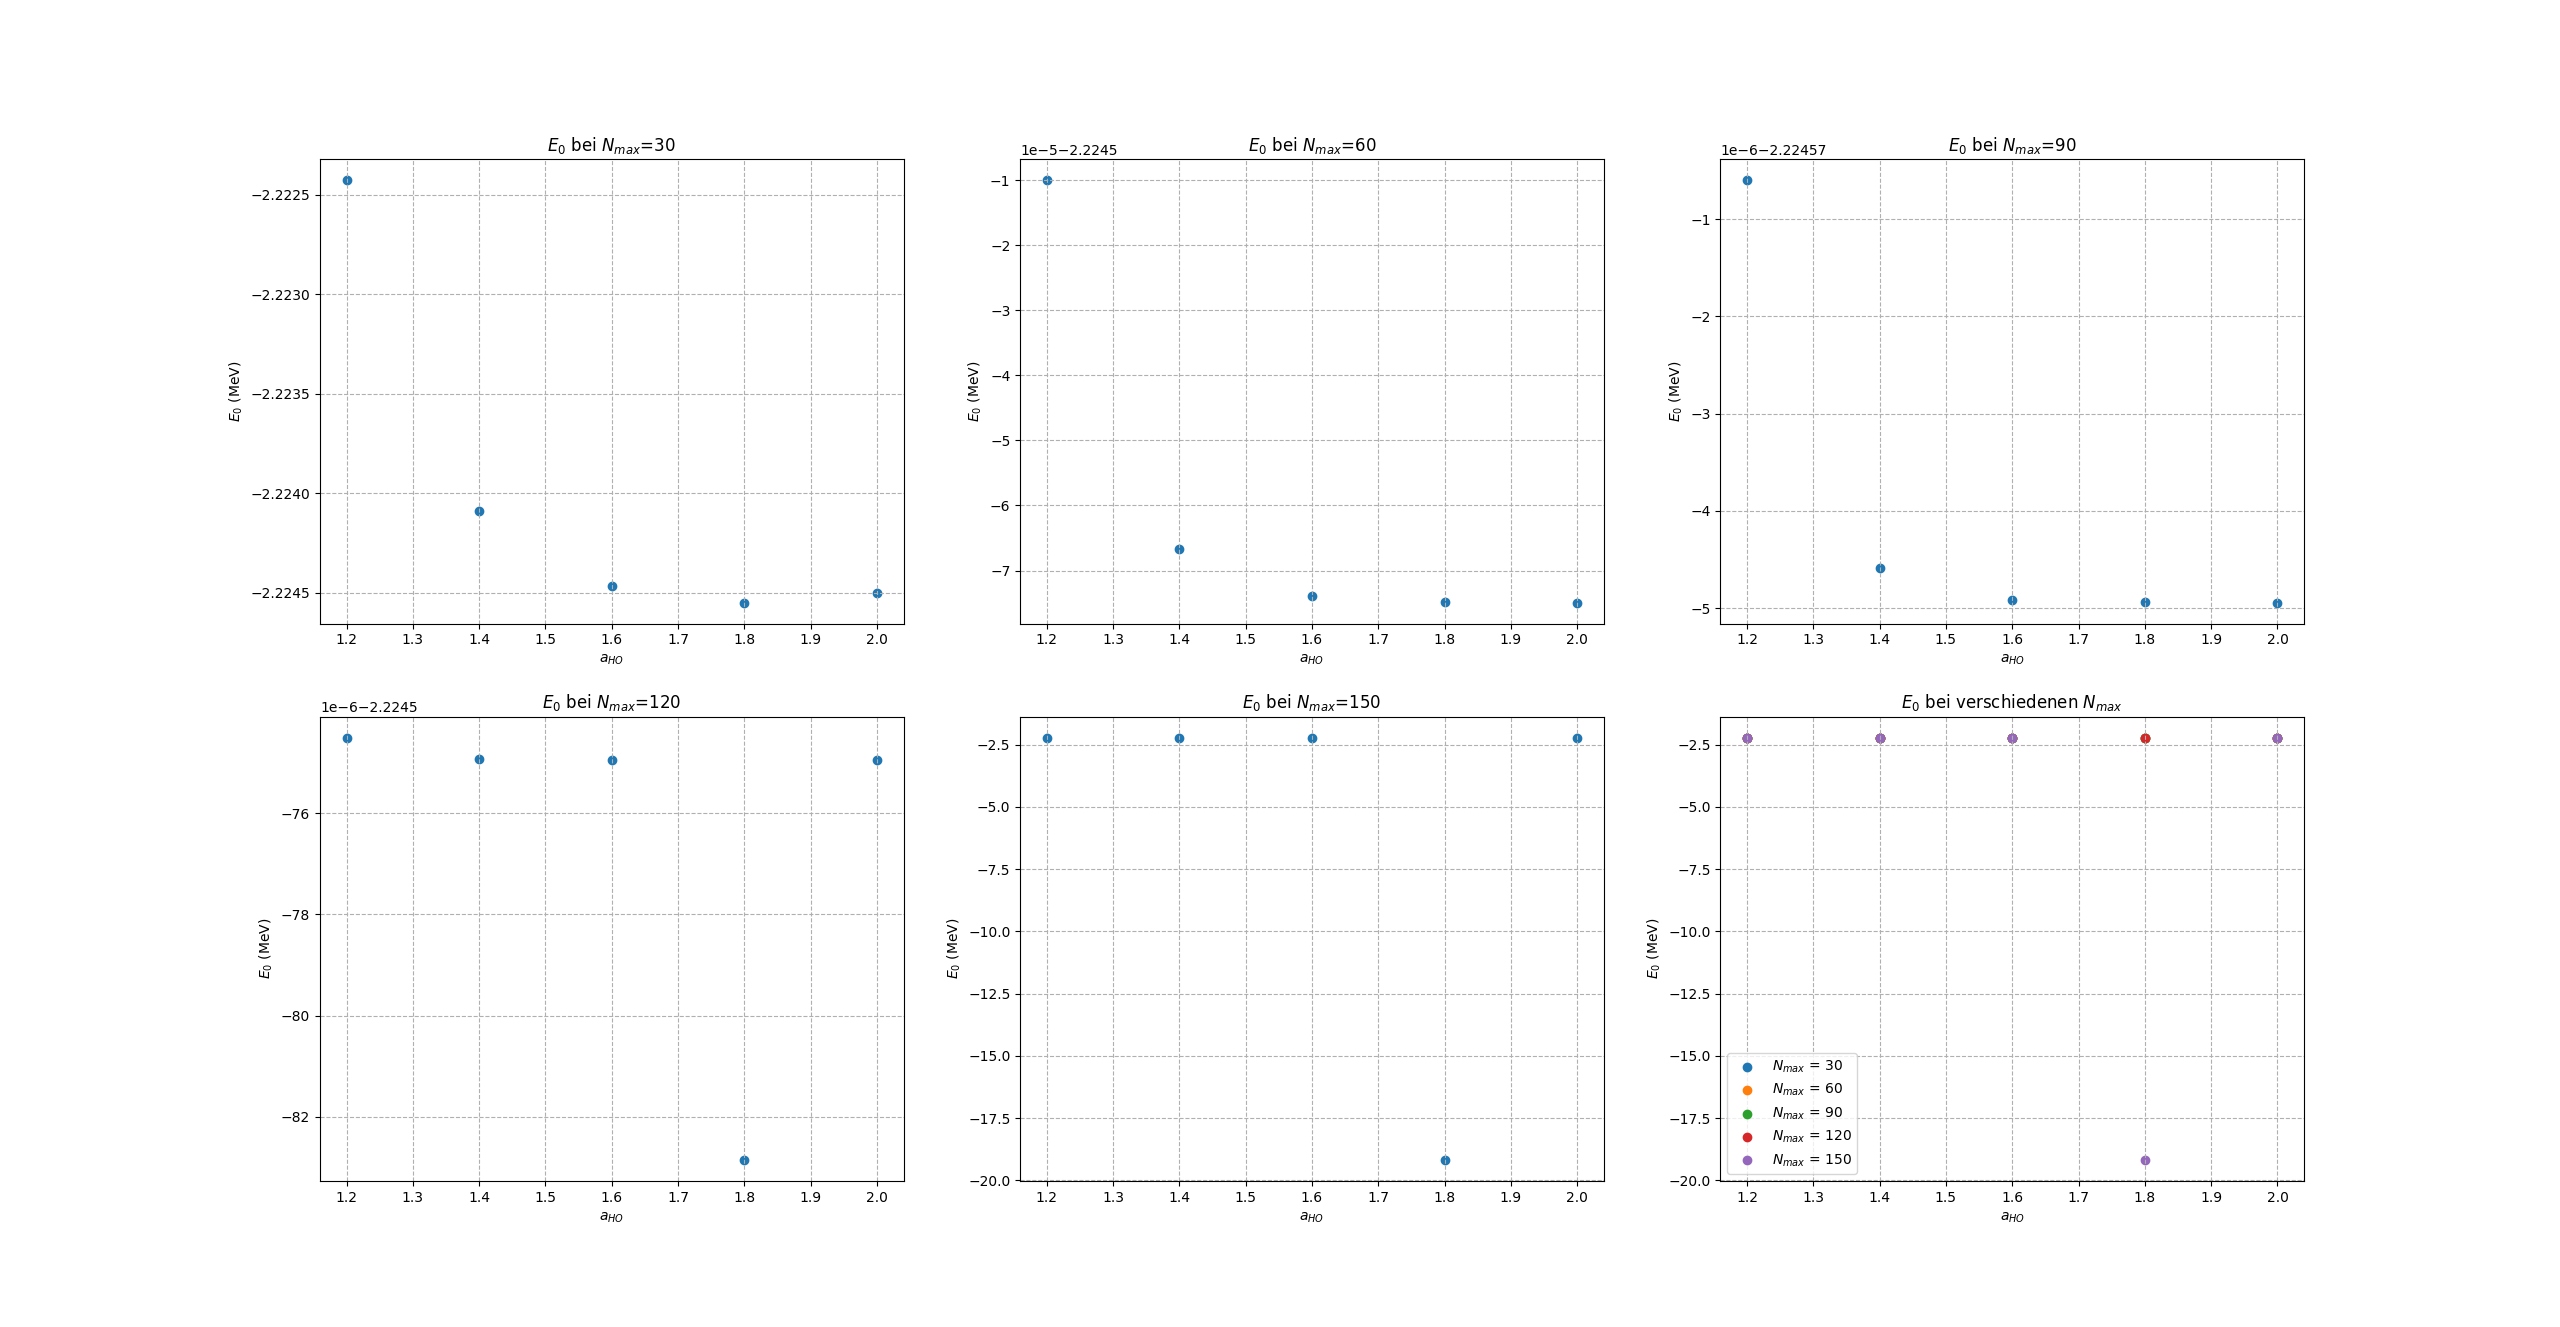 E₀ bei Nₘₐₓ=30
−2.2225
−2.2230
−2.2235
−2.2240
−2.2245
E₀ (MeV)
1.2 1.3 1.4 1.5 1.6 1.7 1.8 1.9 2.0
a_HO
E₀ bei Nₘₐₓ=60
1e−5−2.2245
−1
−2
−3
−4
−5
−6
−7
E₀ (MeV)
1.2 1.3 1.4 1.5 1.6 1.7 1.8 1.9 2.0
a_HO
E₀ bei Nₘₐₓ=90
1e−6−2.22457
−1
−2
−3
−4
−5
E₀ (MeV)
1.2 1.3 1.4 1.5 1.6 1.7 1.8 1.9 2.0
a_HO
E₀ bei Nₘₐₓ=120
1e−6−2.2245
−76
−78
−80
−82
E₀ (MeV)
1.2 1.3 1.4 1.5 1.6 1.7 1.8 1.9 2.0
a_HO
E₀ bei Nₘₐₓ=150
−2.5
−5.0
−7.5
−10.0
−12.5
−15.0
−17.5
−20.0
E₀ (MeV)
1.2 1.3 1.4 1.5 1.6 1.7 1.8 1.9 2.0
a_HO
E₀ bei verschiedenen Nₘₐₓ
−2.5
−5.0
−7.5
−10.0
−12.5
−15.0
−17.5
−20.0
E₀ (MeV)
Nₘₐₓ = 30
Nₘₐₓ = 60
Nₘₐₓ = 90
Nₘₐₓ = 120
Nₘₐₓ = 150
1.2 1.3 1.4 1.5 1.6 1.7 1.8 1.9 2.0
a_HO